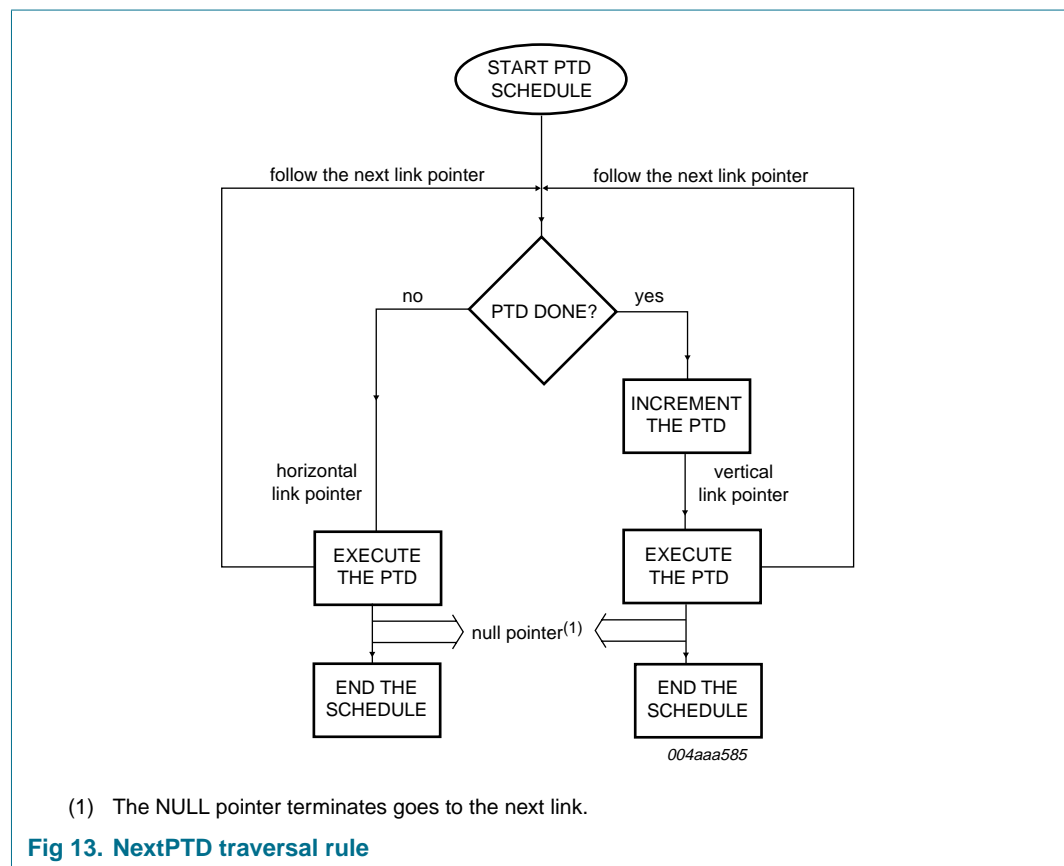 START PTD
SCHEDULE
follow the next link pointer
follow the next link pointer
no
PTD DONE?
yes
INCREMENT
THE PTD
horizontal
link pointer
vertical
link pointer
EXECUTE
THE PTD
EXECUTE
THE PTD
null pointer(1)
END THE
SCHEDULE
END THE
SCHEDULE
004aaa585
(1) The NULL pointer terminates goes to the next link.
Fig 13. NextPTD traversal rule